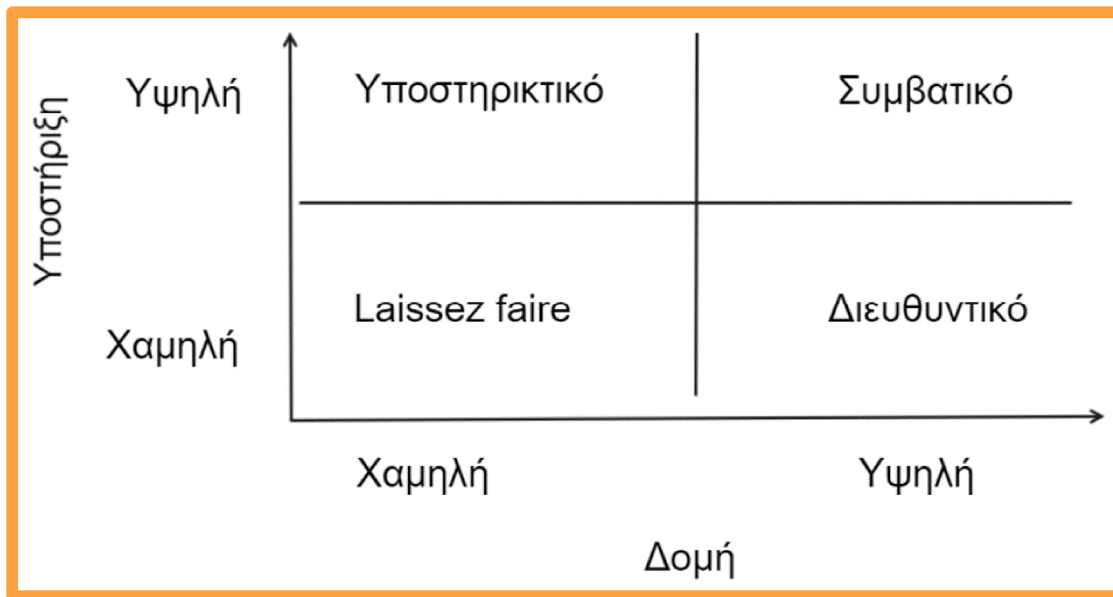 Υποστήριξη
Υψηλή
Υποστηρικτικό
Συμβατικό
Χαμηλή
Laissez faire
Διευθυντικό
Χαμηλή
Υψηλή
Δομή